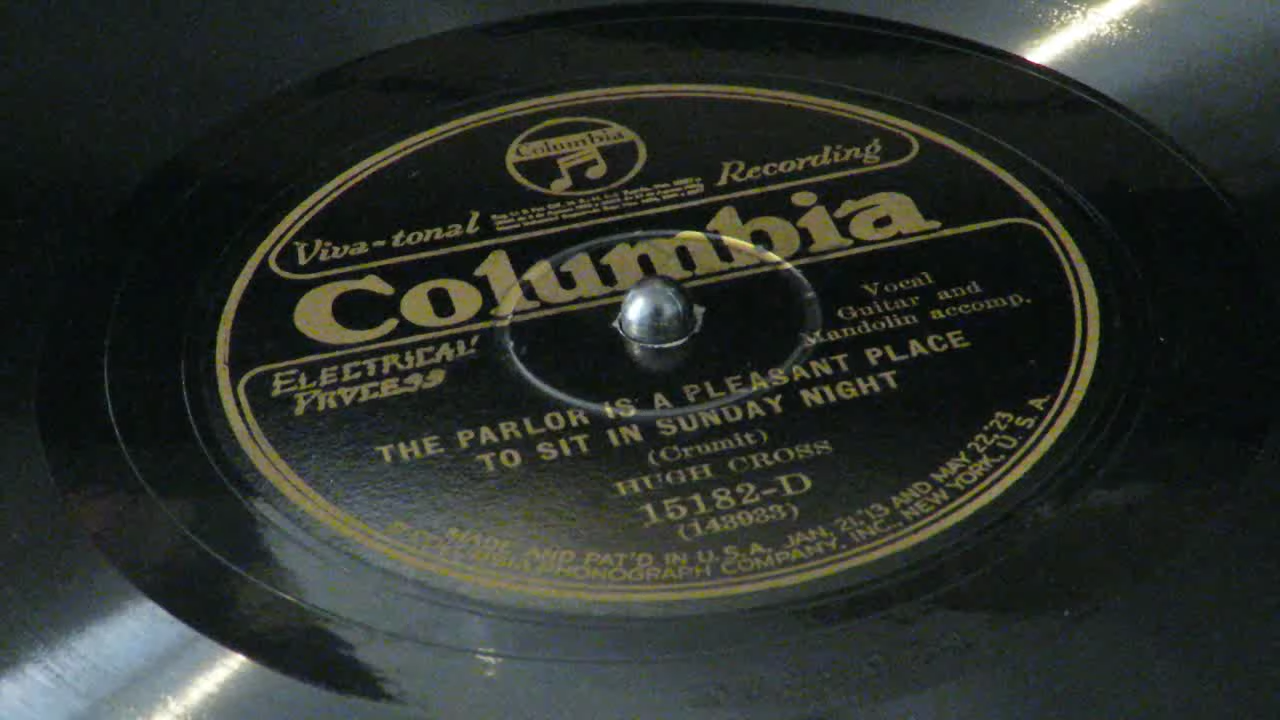 Columbia
Viva-tonal Recording
Columbia
ELECTRICAL
PROCESS
Vocal
Guitar and
Mandolin accomp.
THE PARLOR IS A PLEASANT PLACE
TO SIT IN SUNDAY NIGHT
(Crumit)
HUGH CROSS
15182-D
(143933)
MADE AND PAT'D IN U.S.A. JAN. 21,'13 AND MAY 22,'23
BY COLUMBIA PHONOGRAPH COMPANY, INC., NEW YORK, U.S.A.